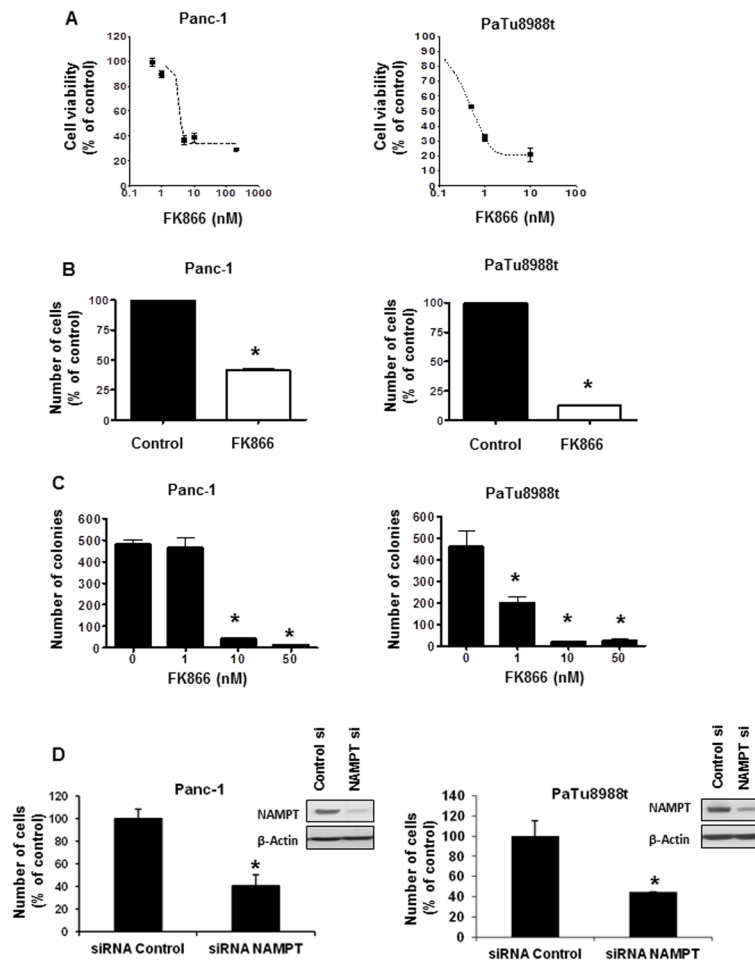 A
Panc-1
Cell viability
(% of control)
120
100
80
60
40
20
0
0.1
1
10
100
1000
FK866 (nM)
PaTu8988t
Cell viability
(% of control)
100
90
80
70
60
50
40
30
20
10
0
0.1
1
10
100
FK866 (nM)
B
Panc-1
Number of cells
(% of control)
100
75
50
25
0
*
Control
FK866
PaTu8988t
Number of cells
(% of control)
100
75
50
25
0
*
Control
FK866
C
Panc-1
Number of colonies
600
500
400
300
200
100
0
*
*
0
1
10
50
FK866 (nM)
PaTu8988t
Number of colonies
600
500
400
300
200
100
0
*
*
*
0
1
10
50
FK866 (nM)
D
Panc-1
Number of cells
(% of control)
120
100
80
60
40
20
0
*
siRNA Control
siRNA NAMPT
Control si
NAMPT si
NAMPT
β-Actin
PaTu8988t
Number of cells
(% of control)
140
120
100
80
60
40
20
0
*
siRNA Control
siRNA NAMPT
Control si
NAMPT si
NAMPT
β-Actin